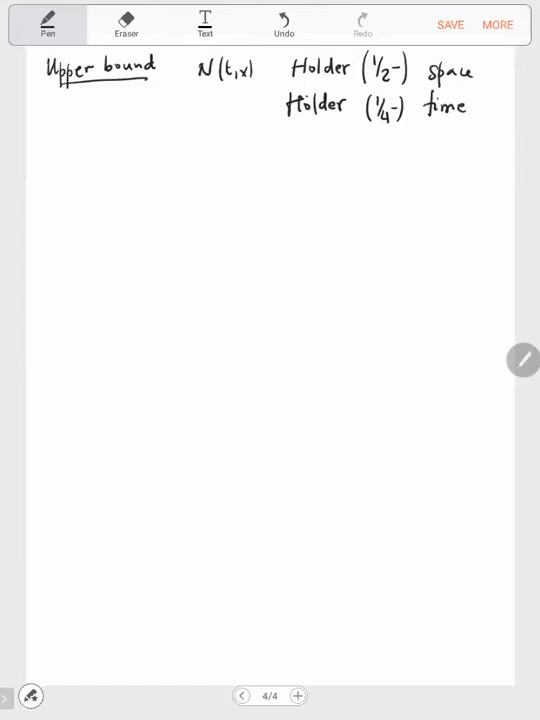 Pen Eraser Text Undo Redo SAVE MORE
Upper bound N(t,x) Holder (1/2-) space
Holder (1/4-) time
4/4